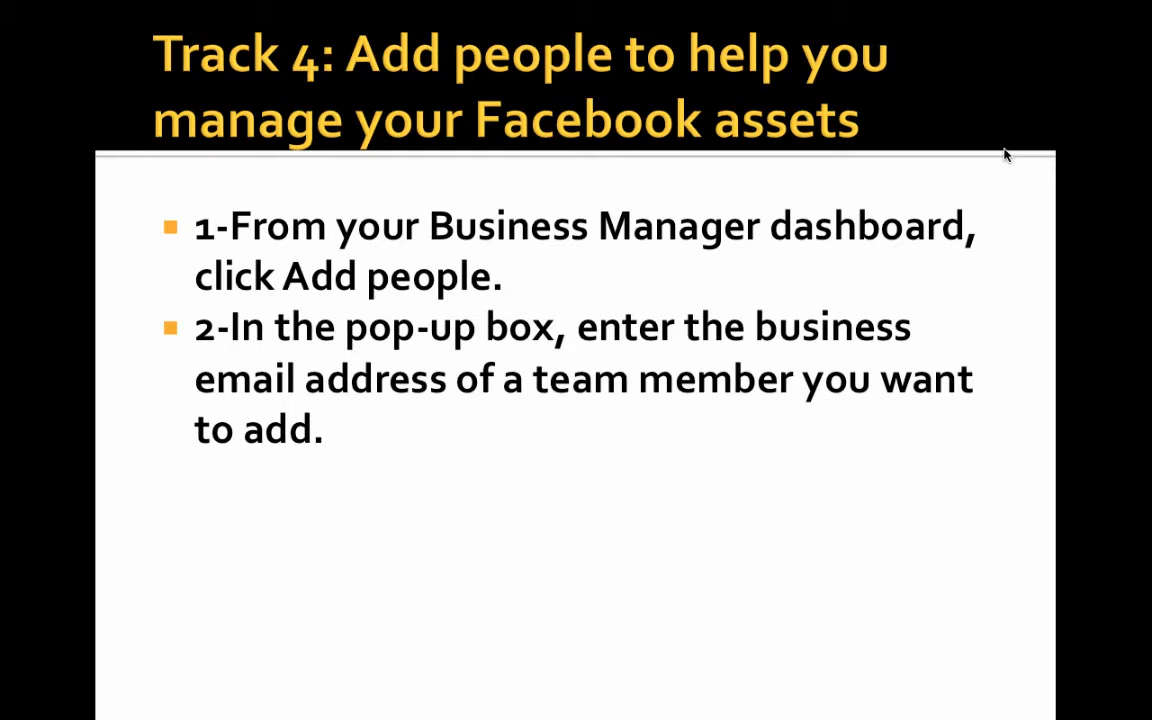 Track 4: Add people to help you
manage your Facebook assets
1-From your Business Manager dashboard,
click Add people.
2-In the pop-up box, enter the business
email address of a team member you want
to add.